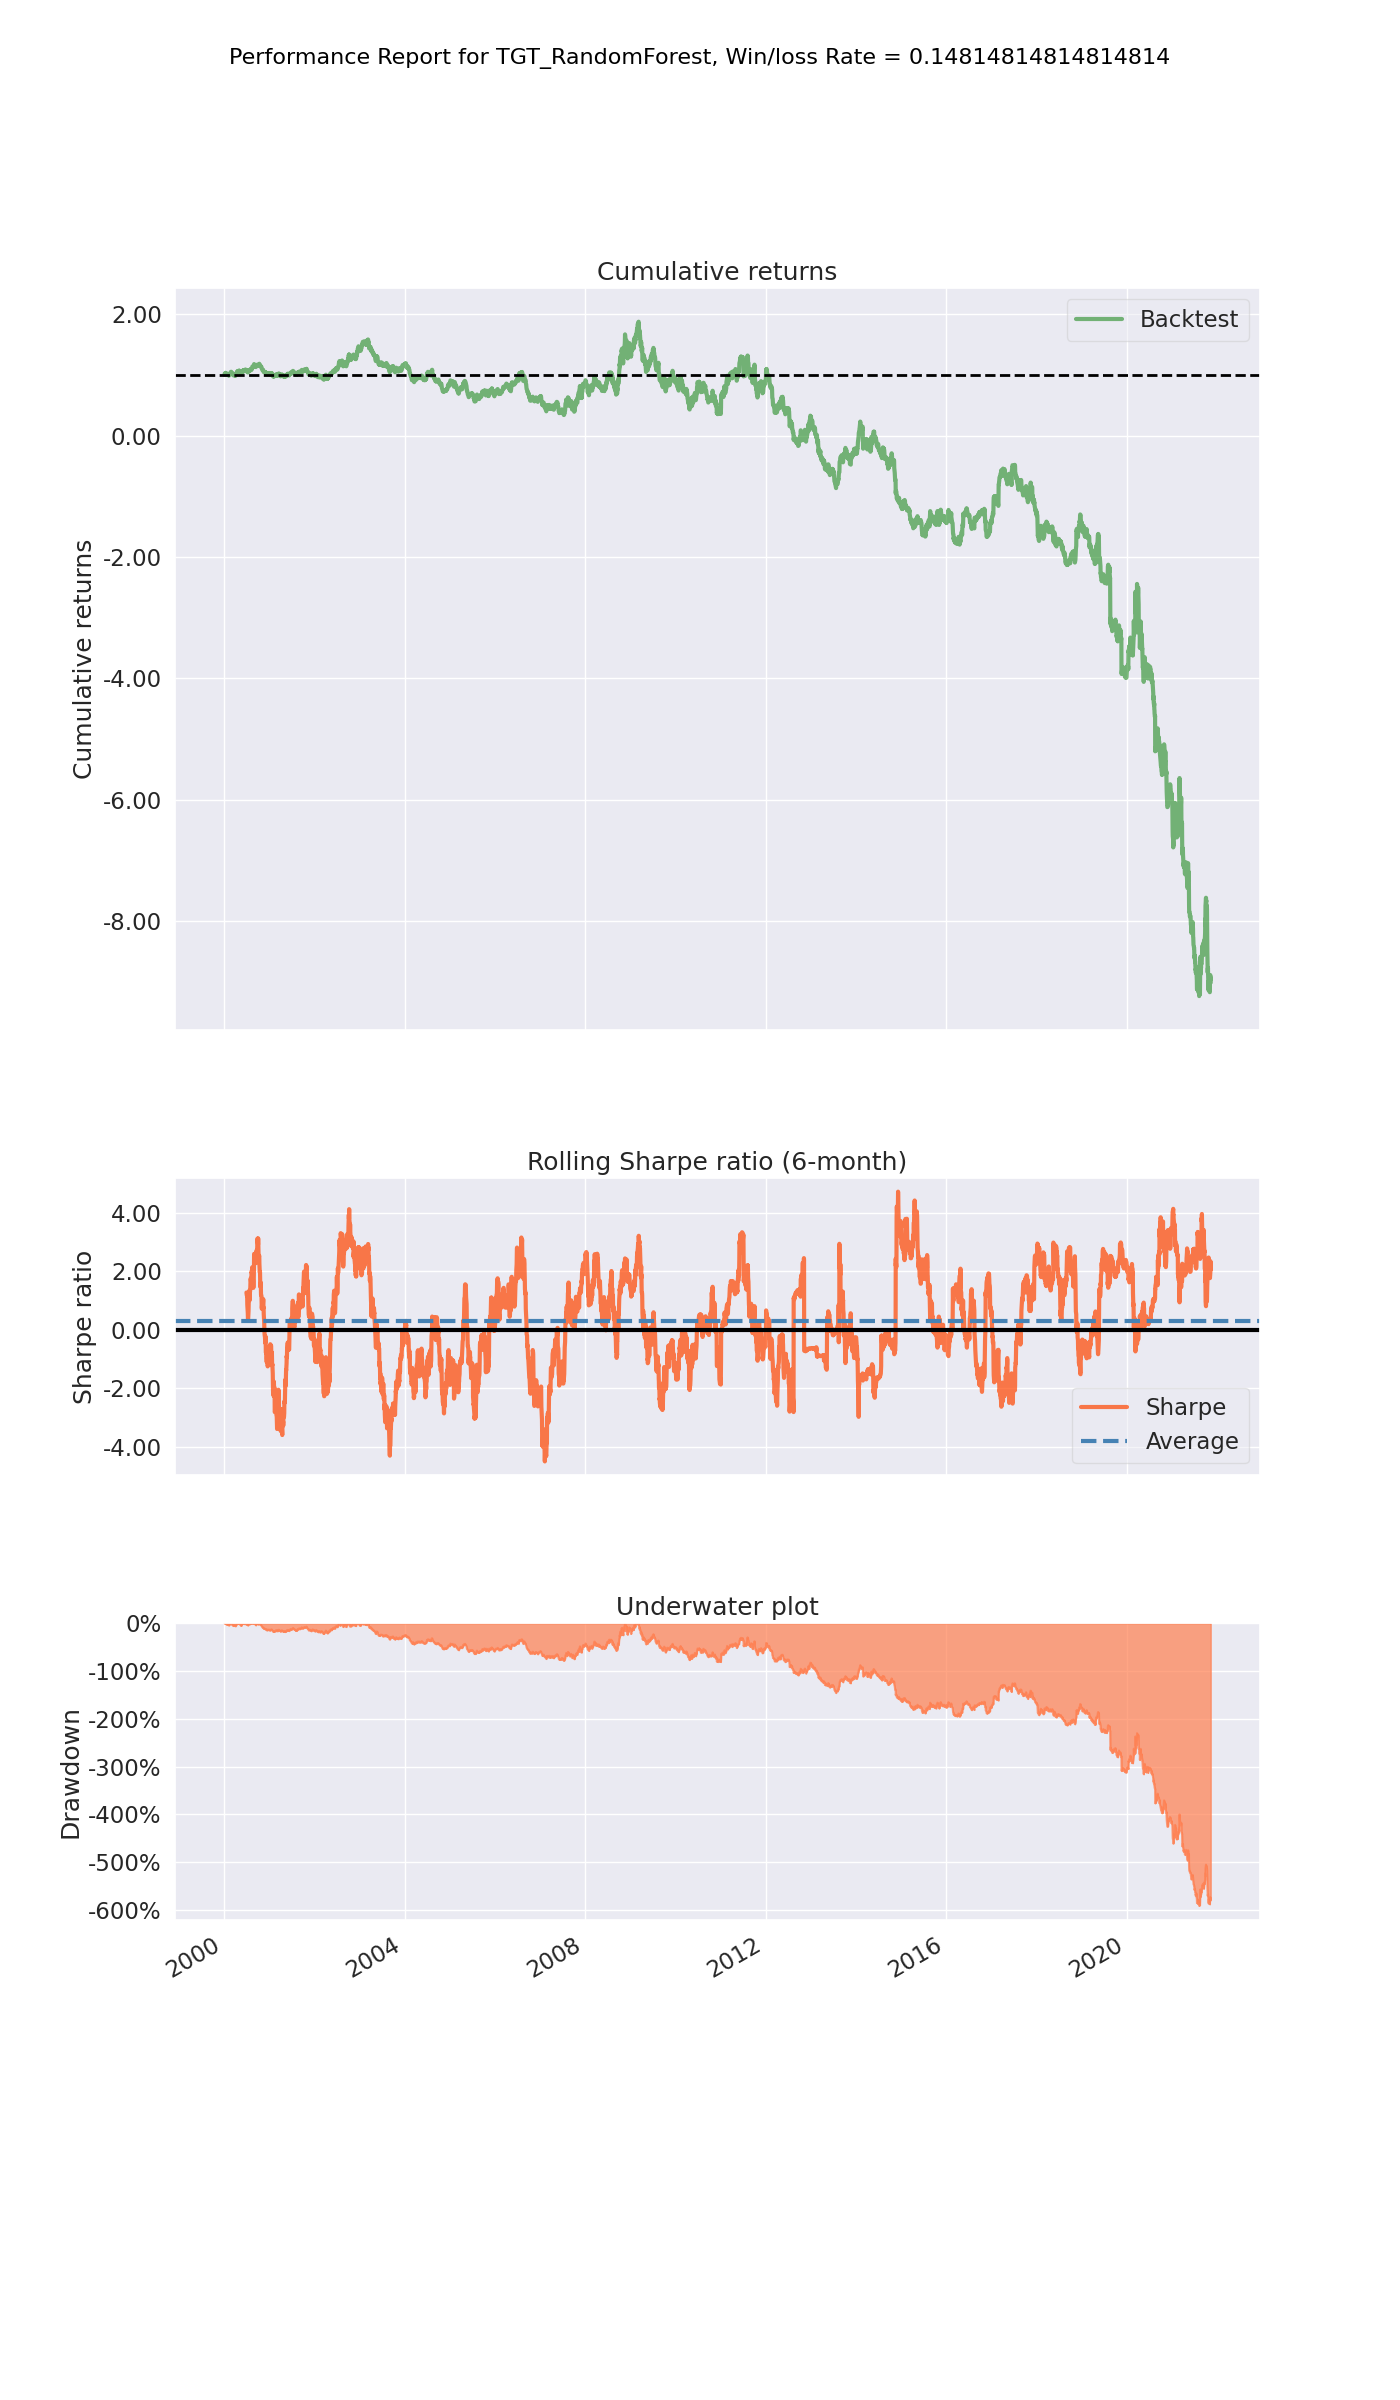 Performance Report for TGT_RandomForest, Win/loss Rate = 0.14814814814814814
Cumulative returns
Backtest
Cumulative returns
2.00
0.00
-2.00
-4.00
-6.00
-8.00
Rolling Sharpe ratio (6-month)
Sharpe ratio
4.00
2.00
0.00
-2.00
-4.00
Sharpe
Average
Underwater plot
Drawdown
0%
-100%
-200%
-300%
-400%
-500%
-600%
2000
2004
2008
2012
2016
2020